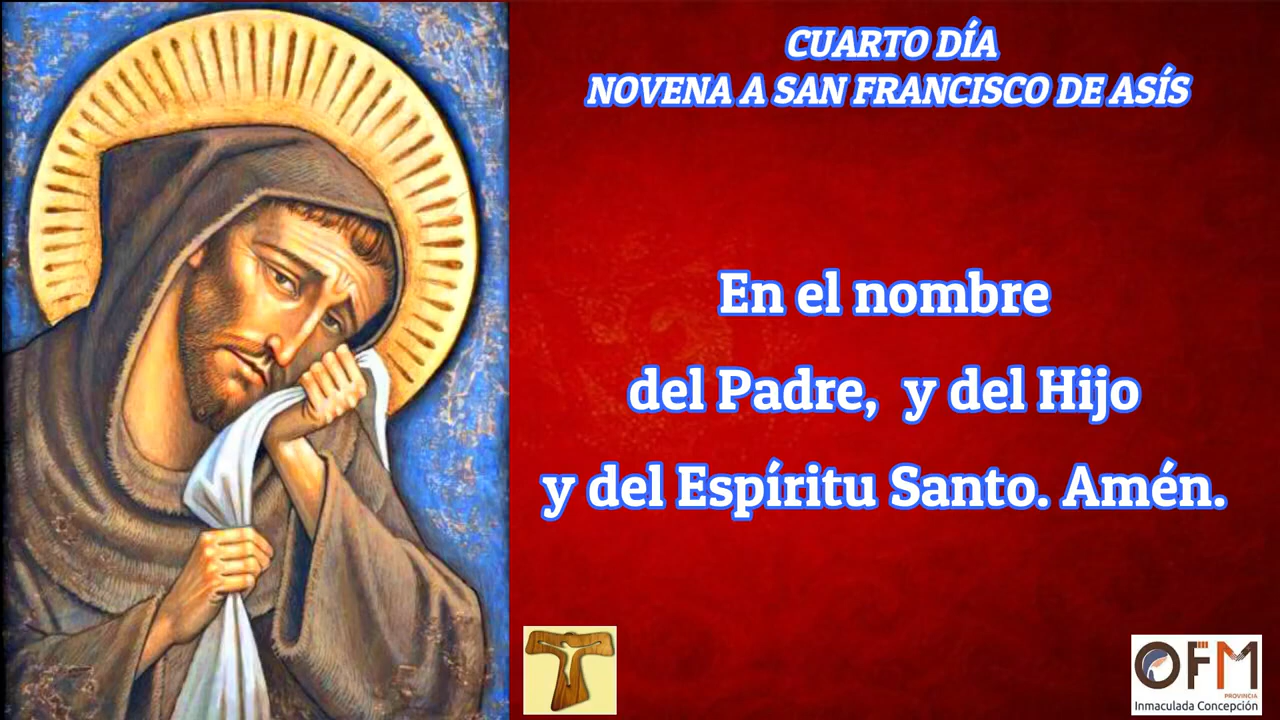 CUARTO DÍA
NOVENA A SAN FRANCISCO DE ASÍS
En el nombre
del Padre, y del Hijo
y del Espíritu Santo. Amén.
OFM
PROVINCIA
Inmaculada Concepción